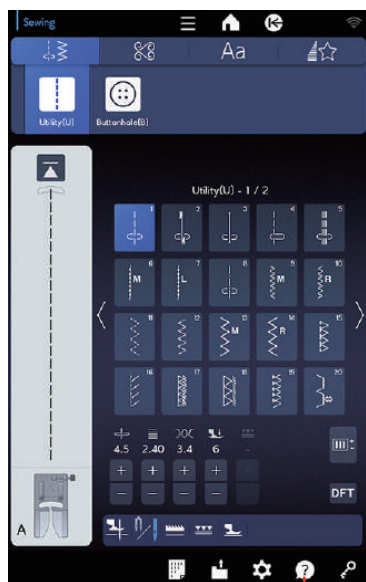 Sewing
Aa
Utility(U) Buttonhole(B)
Utility(U) - 1 / 2
1 2 3 4 5
6 M 7 L 8 9 M 10 R
11 12 13 M 14 R 15
16 17 18 19 20
4.5 2.40 3.4 6 -
+ + + +
- - - -
DFT
A
?